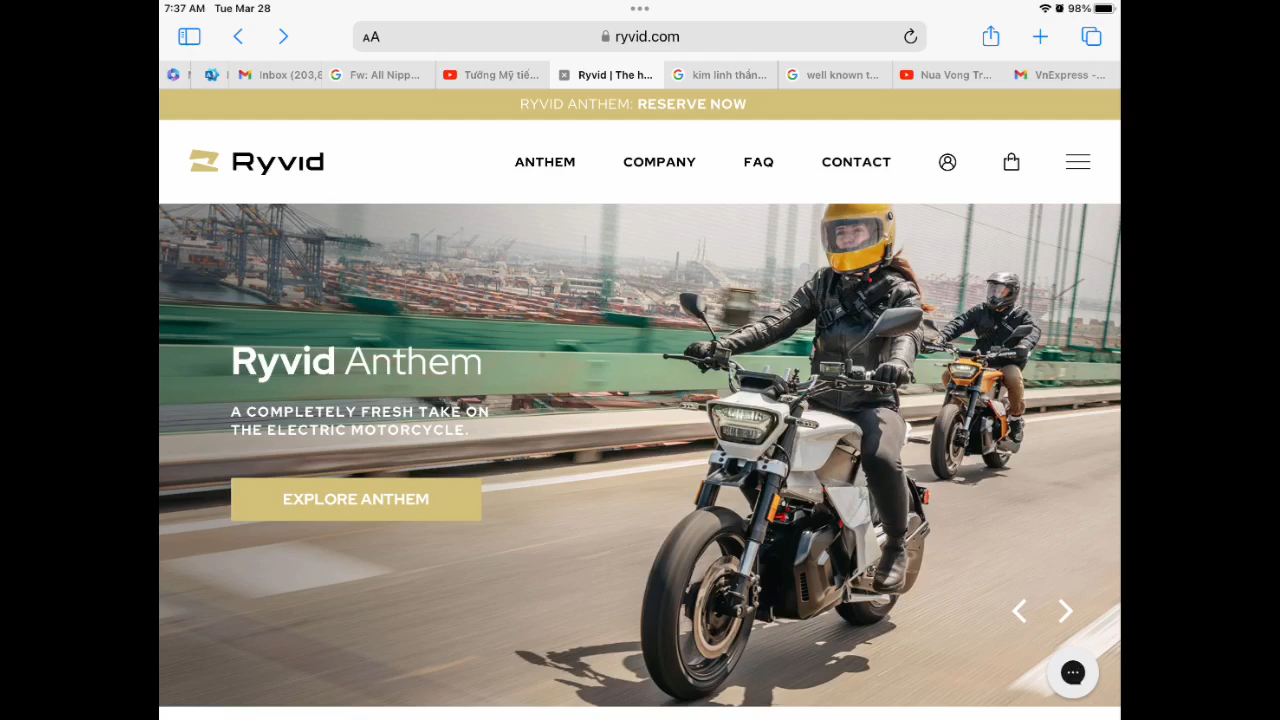 7:37 AM Tue Mar 28
98%
AA ryvid.com
Inbox (203,8
Fw: All Nipp...
Tướng Mỹ tiế...
Ryvid | The h...
kim linh thần...
well known t...
Nua Vong Tr...
VnExpress -...
RYVID ANTHEM: RESERVE NOW
Ryvid
ANTHEM COMPANY FAQ CONTACT
Ryvid Anthem
A COMPLETELY FRESH TAKE ON
THE ELECTRIC MOTORCYCLE.
EXPLORE ANTHEM